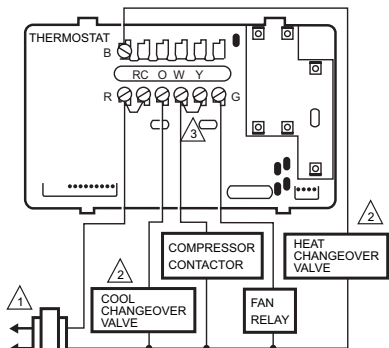 THERMOSTAT
B
RC O W Y
R
G
3
2
COMPRESSOR
CONTACTOR
HEAT
CHANGEOVER
VALVE
2
1
COOL
CHANGEOVER
VALVE
FAN
RELAY